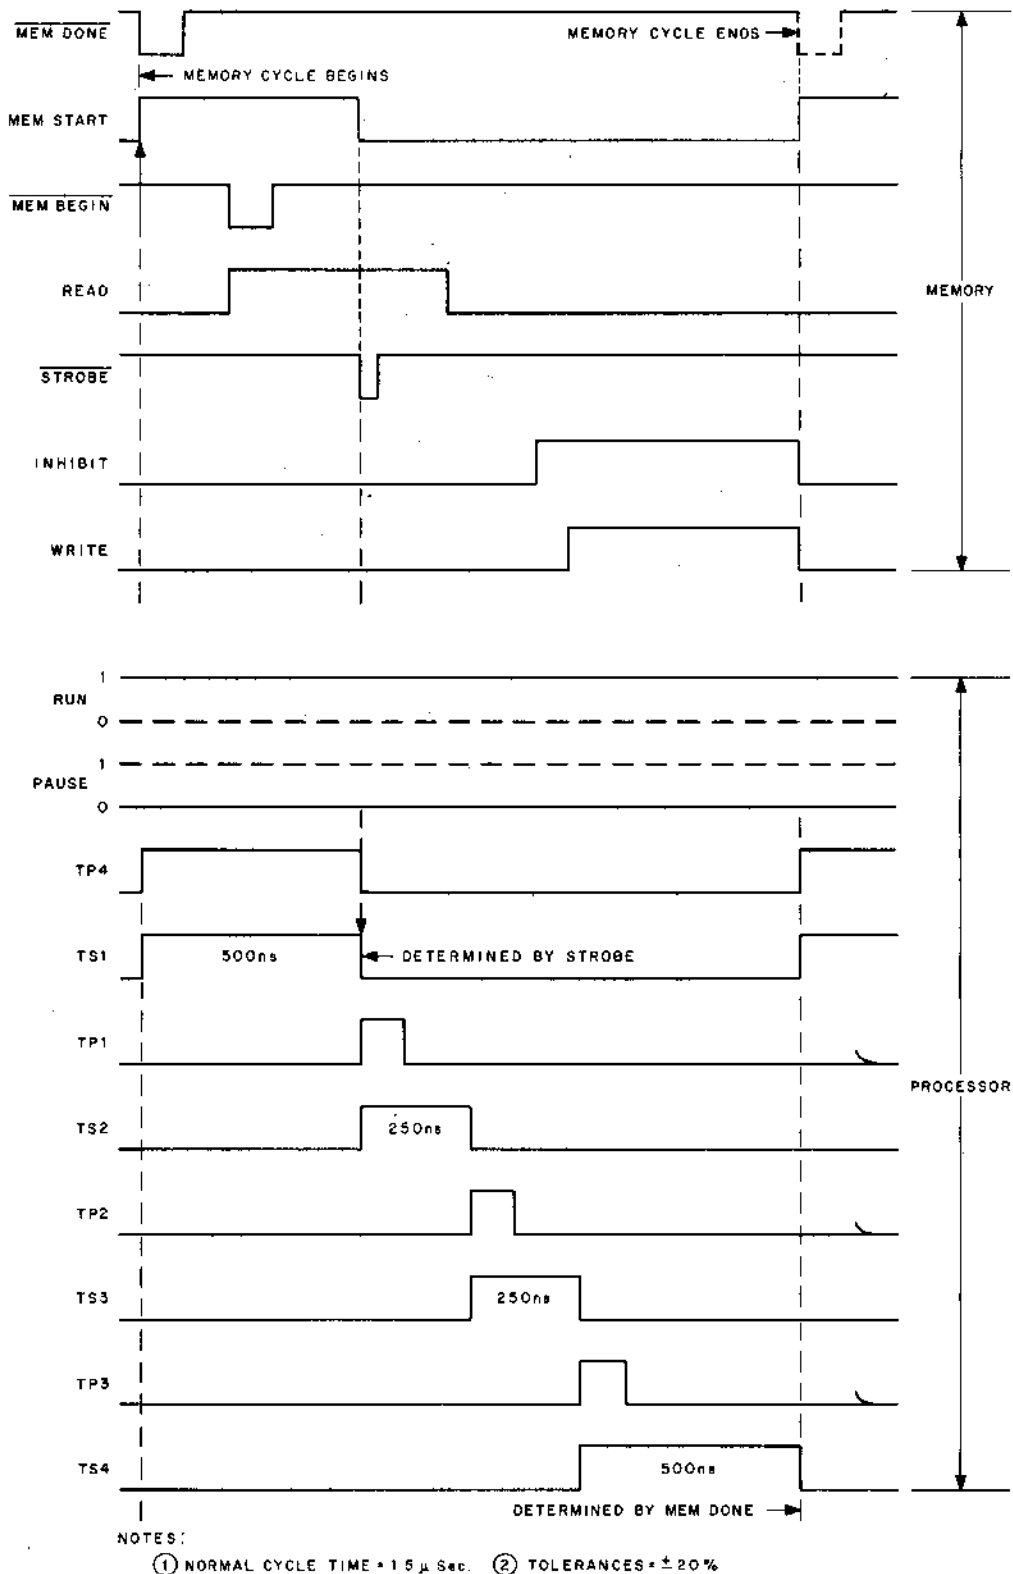 MEM DONE
MEMORY CYCLE ENDS
MEMORY CYCLE BEGINS
MEM START
MEM BEGIN
READ
MEMORY
STROBE
INHIBIT
WRITE
1
RUN
0
1
PAUSE
0
TP4
TS1
500ns
DETERMINED BY STROBE
TP1
PROCESSOR
TS2
250ns
TP2
TS3
250ns
TP3
TS4
500ns
DETERMINED BY MEM DONE
NOTES:
① NORMAL CYCLE TIME = 1.5 μ Sec. ② TOLERANCES = ± 20%